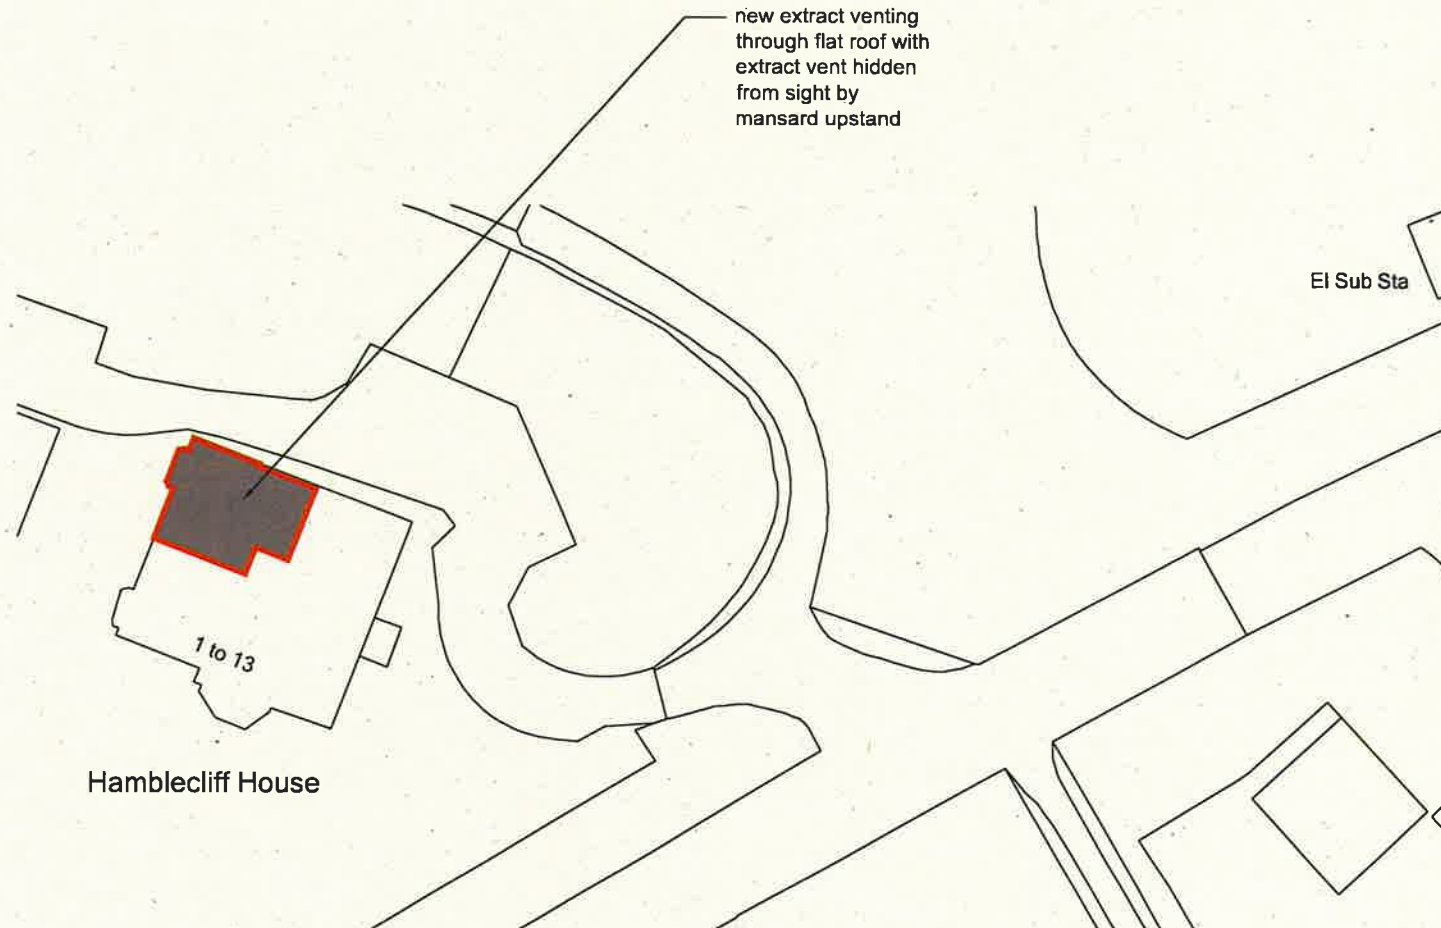 new extract venting
through flat roof with
extract vent hidden
from sight by
mansard upstand
El Sub Sta
1 to 13
Hamblecliff House